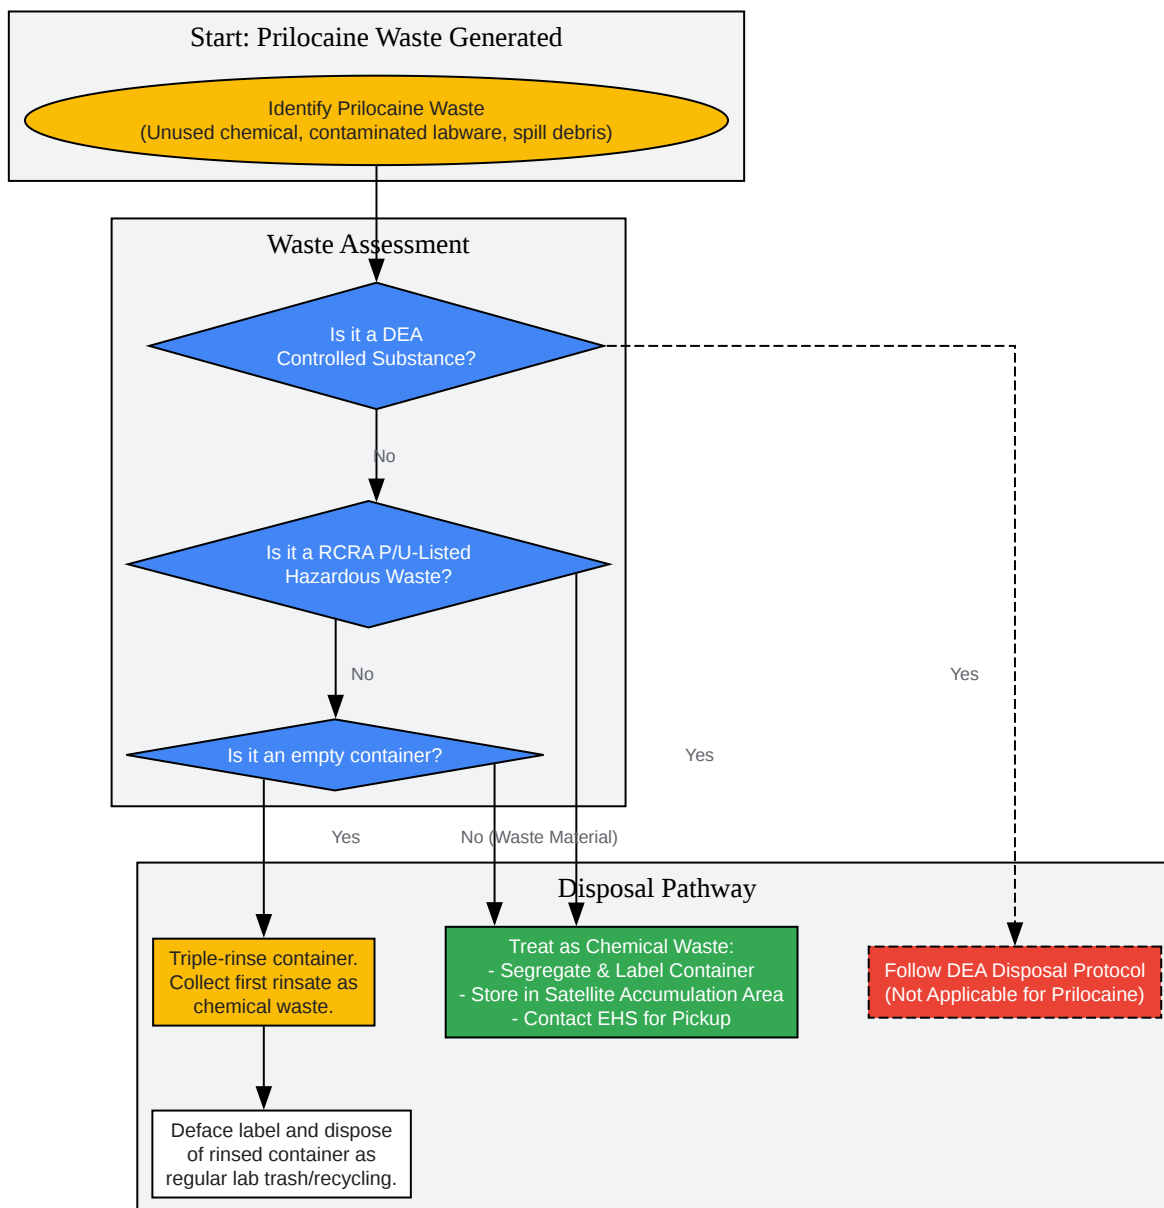 Start: Prilocaine Waste Generated
Identify Prilocaine Waste
(Unused chemical, contaminated labware, spill debris)
Waste Assessment
Is it a DEA
Controlled Substance?
No
Is it a RCRA P/U-Listed
Hazardous Waste?
No
Yes
Is it an empty container?
Yes
Yes
No (Waste Material)
Disposal Pathway
Triple-rinse container.
Collect first rinsate as
chemical waste.
Treat as Chemical Waste:
- Segregate & Label Container
- Store in Satellite Accumulation Area
- Contact EHS for Pickup
Follow DEA Disposal Protocol
(Not Applicable for Prilocaine)
Deface label and dispose
of rinsed container as
regular lab trash/recycling.